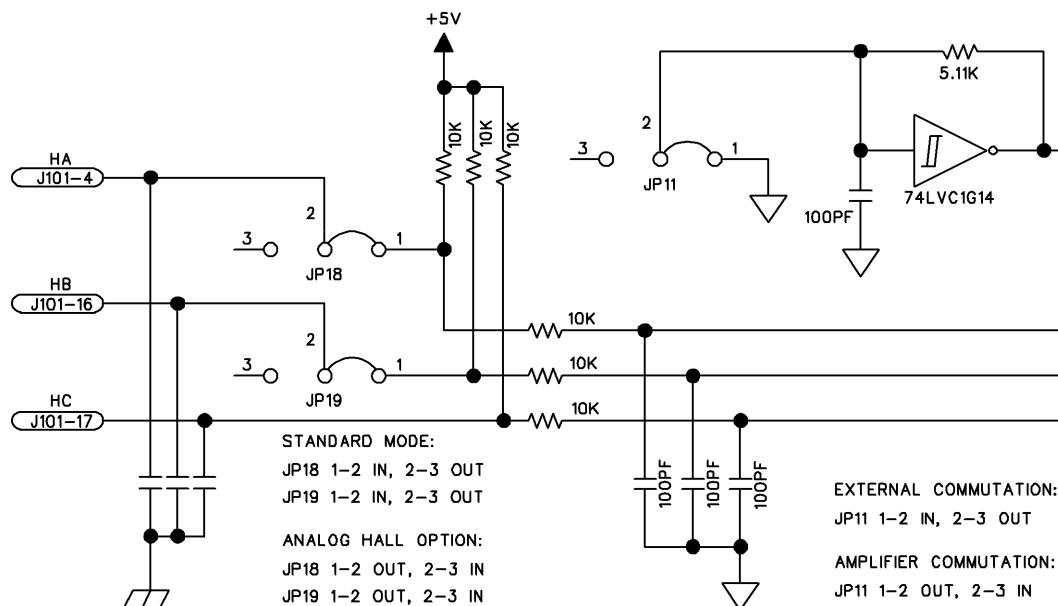 +5V
10K
10K
10K
HA
J101-4
2
3
1
JP18
HB
J101-16
2
3
1
JP19
HC
J101-17
10K
10K
10K
100PF
100PF
100PF
2
3
1
JP11
5.11K
74LVC1G14
100PF
STANDARD MODE:
JP18 1-2 IN, 2-3 OUT
JP19 1-2 IN, 2-3 OUT
ANALOG HALL OPTION:
JP18 1-2 OUT, 2-3 IN
JP19 1-2 OUT, 2-3 IN
EXTERNAL COMMUTATION:
JP11 1-2 IN, 2-3 OUT
AMPLIFIER COMMUTATION:
JP11 1-2 OUT, 2-3 IN